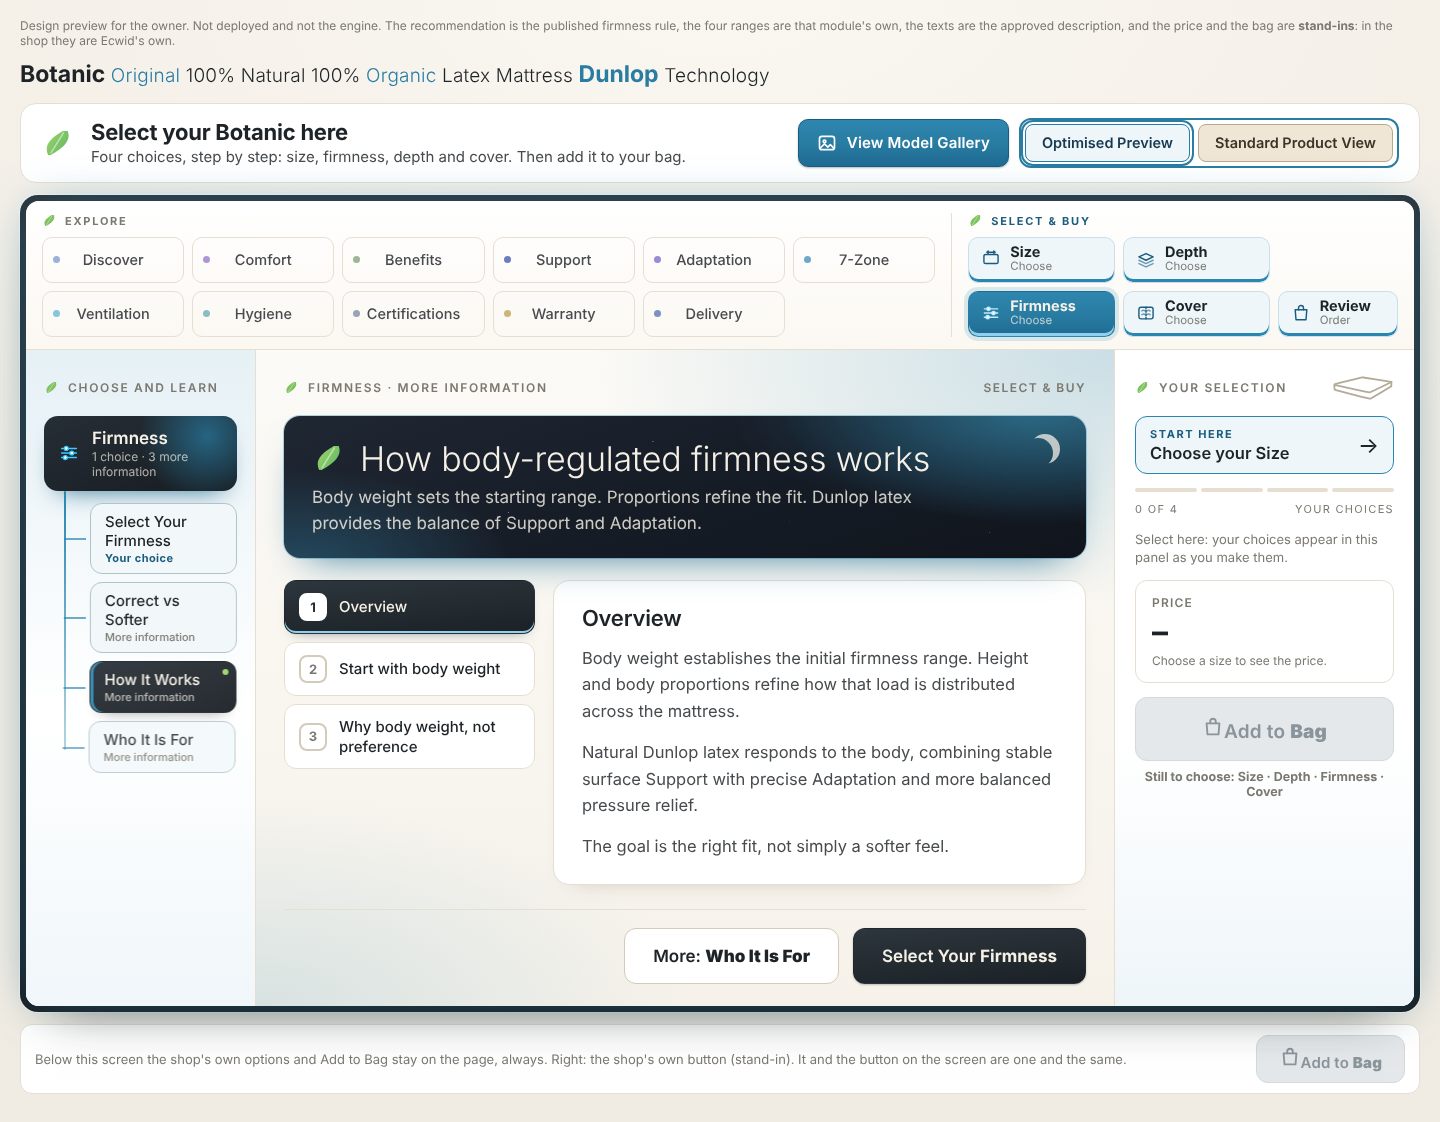 Design preview for the owner. Not deployed and not the engine. The recommendation is the published firmness rule, the four ranges are that module's own, the texts are the approved description, and the price and the bag are stand-ins: in the
shop they are Ecwid's own.
Botanic Original 100% Natural 100% Organic Latex Mattress Dunlop Technology
Select your Botanic here
Four choices, step by step: size, firmness, depth and cover. Then add it to your bag.
View Model Gallery
Optimised Preview
Standard Product View
EXPLORE
Discover
Comfort
Benefits
Support
Adaptation
7-Zone
Ventilation
Hygiene
Certifications
Warranty
Delivery
SELECT & BUY
Size
Choose
Depth
Choose
Firmness
Choose
Cover
Choose
Review
Order
CHOOSE AND LEARN
Firmness
1 choice · 3 more
information
Select Your
Firmness
Your choice
Correct vs
Softer
More information
How It Works
More information
Who It Is For
More information
FIRMNESS · MORE INFORMATION
SELECT & BUY
How body-regulated firmness works
Body weight sets the starting range. Proportions refine the fit. Dunlop latex
provides the balance of Support and Adaptation.
1 Overview
2 Start with body weight
3 Why body weight, not
preference
Overview
Body weight establishes the initial firmness range. Height
and body proportions refine how that load is distributed
across the mattress.
Natural Dunlop latex responds to the body, combining stable
surface Support with precise Adaptation and more balanced
pressure relief.
The goal is the right fit, not simply a softer feel.
More: Who It Is For
Select Your Firmness
YOUR SELECTION
START HERE
Choose your Size
0 OF 4
YOUR CHOICES
Select here: your choices appear in this
panel as you make them.
PRICE
–
Choose a size to see the price.
Add to Bag
Still to choose: Size · Depth · Firmness ·
Cover
Below this screen the shop's own options and Add to Bag stay on the page, always. Right: the shop's own button (stand-in). It and the button on the screen are one and the same.
Add to Bag